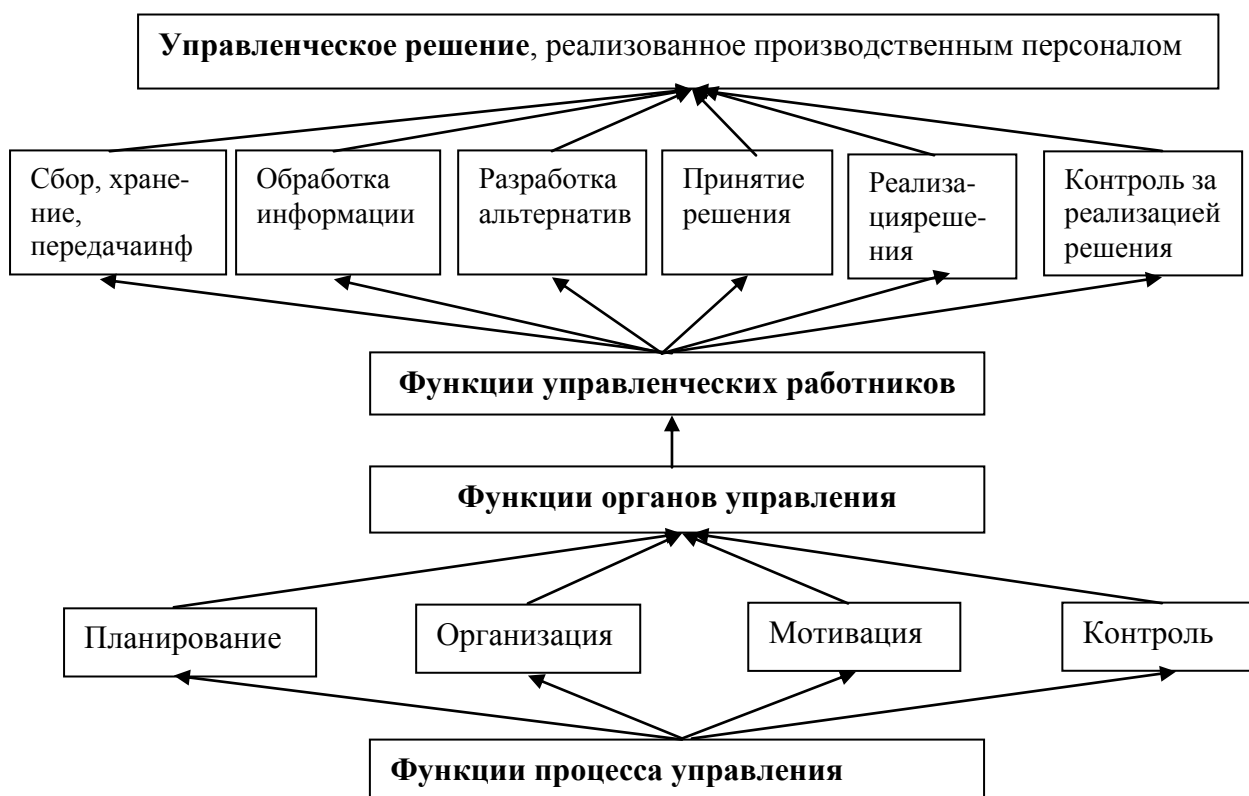 Управленческое решение, реализованное производственным персоналом
Сбор, хране-
ние,
передачаинф
Обработка
информации
Разработка
альтернатив
Принятие
решения
Реализа-
цияреше-
ния
Контроль за
реализацией
решения
Функции управленческих работников
Функции органов управления
Планирование
Организация
Мотивация
Контроль
Функции процесса управления